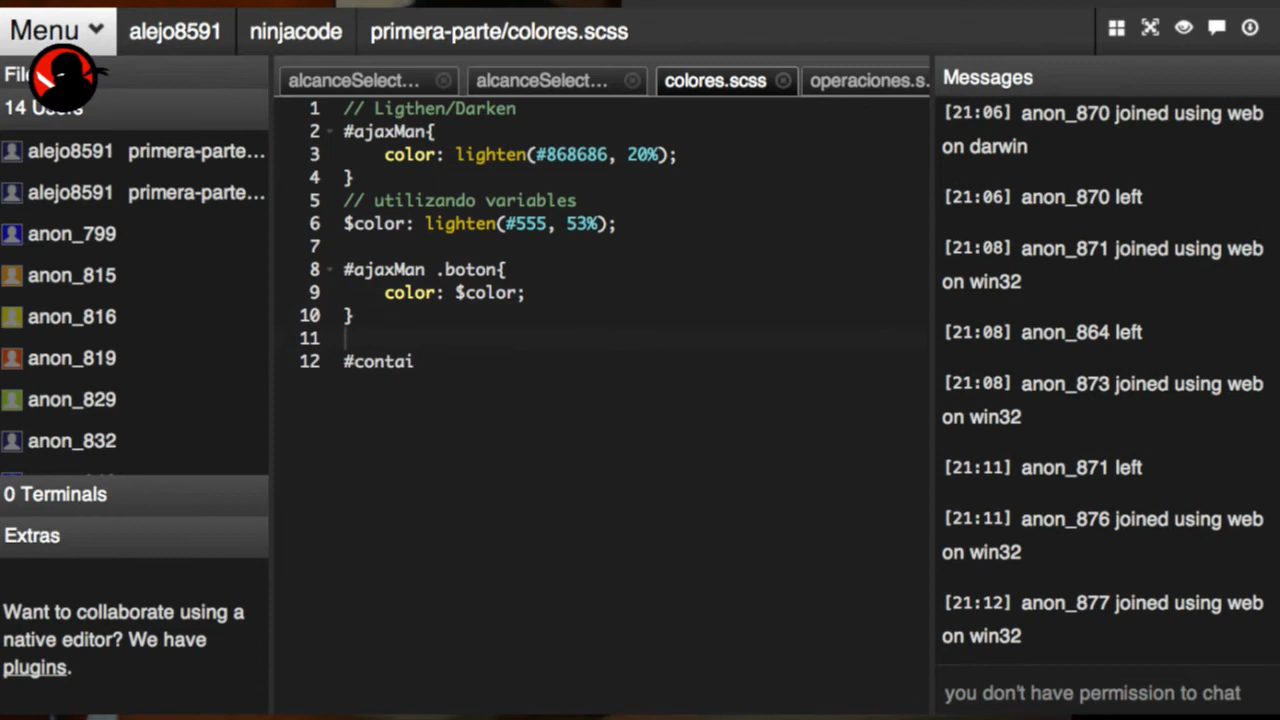 Menu alejo8591 ninjacode primera-parte/colores.scss
14 Users
alejo8591 primera-parte...
alejo8591 primera-parte...
anon_799
anon_815
anon_816
anon_819
anon_829
anon_832
0 Terminals
Extras
Want to collaborate using a
native editor? We have
plugins.
alcanceSelect... alcanceSelect... colores.scss operaciones.s.
1 // Ligthen/Darken
2 #ajaxMan{
3 color: lighten(#868686, 20%);
4 }
5 // utilizando variables
6 $color: lighten(#555, 53%);
7
8 #ajaxMan .boton{
9 color: $color;
10 }
11
12 #contai
Messages
[21:06] anon_870 joined using web
on darwin
[21:06] anon_870 left
[21:08] anon_871 joined using web
on win32
[21:08] anon_864 left
[21:08] anon_873 joined using web
on win32
[21:11] anon_871 left
[21:11] anon_876 joined using web
on win32
[21:12] anon_877 joined using web
on win32
you don't have permission to chat